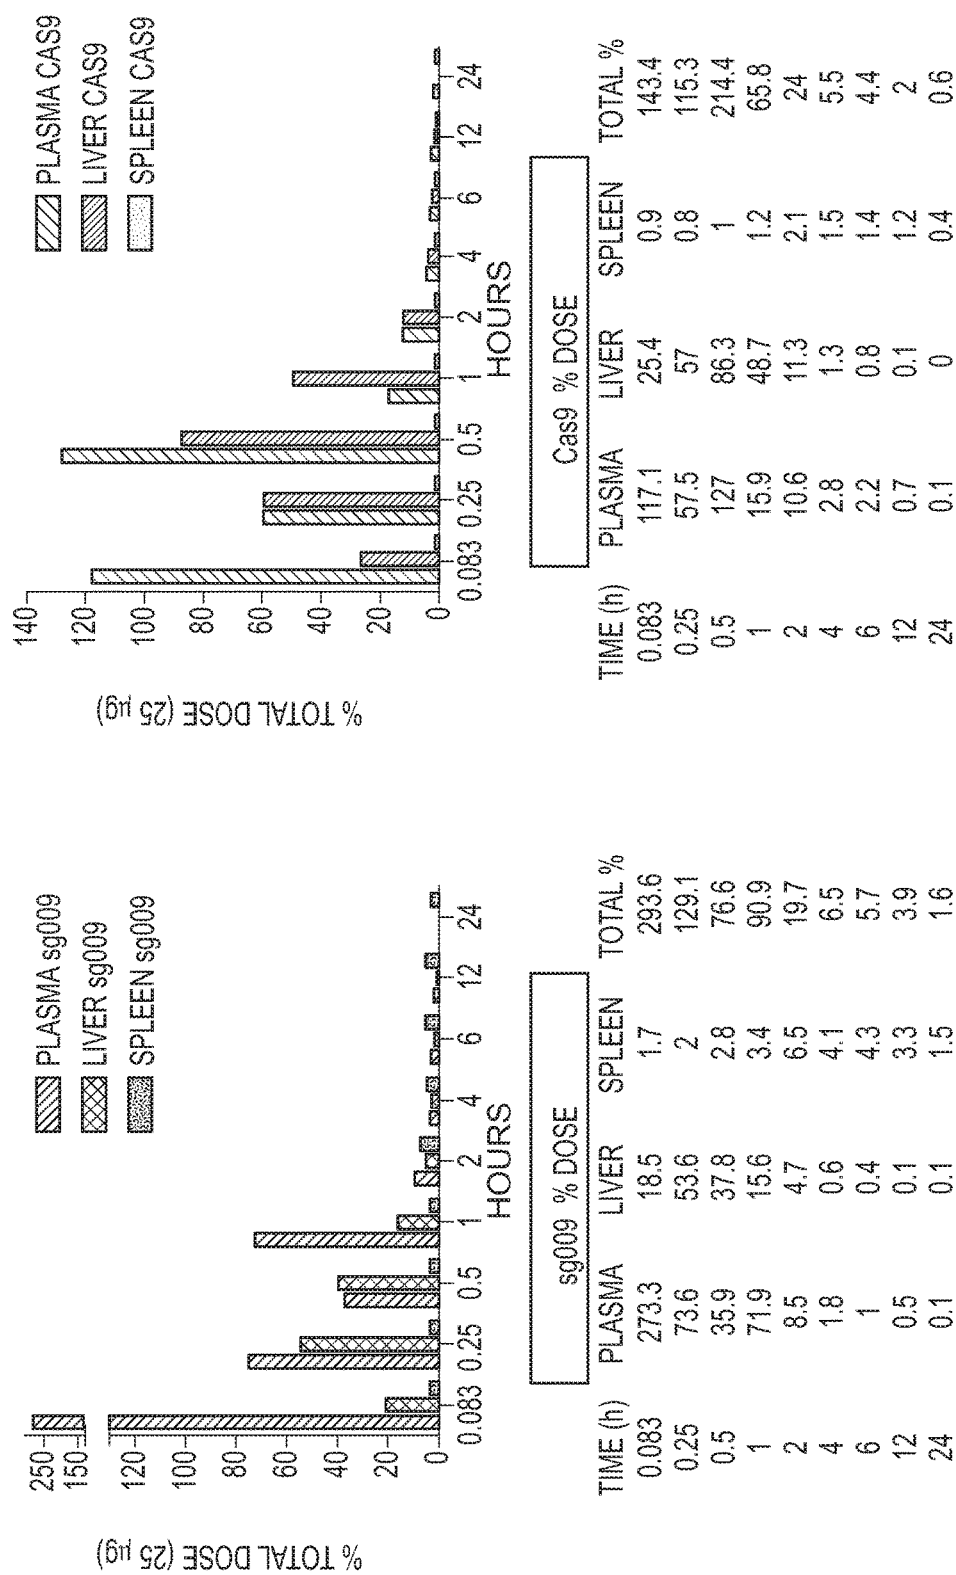 PLASMA sg009
LIVER sg009
SPLEEN sg009
% TOTAL DOSE (25 µg)
250
150
80
60
40
20
0
0.083 0.25 0.5 1 2 4 6 12 24
HOURS
sg009 % DOSE
TIME (h) PLASMA LIVER SPLEEN TOTAL %
0.083 273.3 18.5 1.7 293.6
0.25 73.6 53.6 2 129.1
0.5 35.9 37.8 2.8 76.6
1 71.9 15.6 3.4 90.9
2 8.5 4.7 6.5 19.7
4 1.8 0.6 4.1 6.5
6 1 0.4 4.3 5.7
12 0.5 0.1 3.3 3.9
24 0.1 0.1 1.5 1.6
PLASMA CAS9
LIVER CAS9
SPLEEN CAS9
% TOTAL DOSE (25 µg)
140
120
100
80
60
40
20
0
0.083 0.25 0.5 1 2 4 6 12 24
HOURS
Cas9 % DOSE
TIME (h) PLASMA LIVER SPLEEN TOTAL %
0.083 117.1 25.4 0.9 143.4
0.25 57.5 57 0.8 115.3
0.5 127 86.3 1 214.4
1 15.9 48.7 1.2 65.8
2 10.6 11.3 2.1 24
4 2.8 1.3 1.5 5.5
6 2.2 0.8 1.4 4.4
12 0.7 0.1 1.2 2
24 0.1 0 0.4 0.6